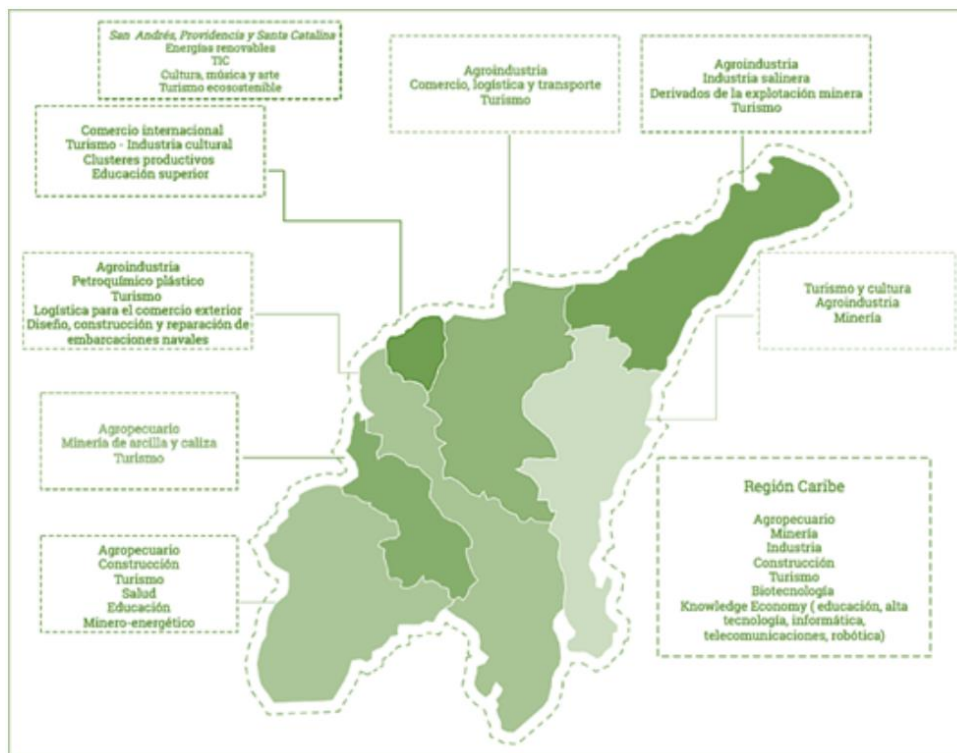 San Andrés, Providencia y Santa Catalina
Energías renovables
TIC
Cultura, música y arte
Turismo ecosostenible
Agroindustria
Comercio, logística y transporte
Turismo
Agroindustria
Industria salinera
Derivados de la explotación minera
Turismo
Comercio internacional
Turismo - Industria cultural
Clusteres productivos
Educación superior
Agroindustria
Petroquímico plástico
Turismo
Logística para el comercio exterior
Diseño, construcción y reparación de
embarcaciones navales
Turismo y cultura
Agroindustria
Minería
Agropecuario
Minería de arcilla y caliza
Turismo
Agropecuario
Construcción
Turismo
Salud
Educación
Minero-energético
Región Caribe
Agropecuario
Minería
Industria
Construcción
Turismo
Biotecnología
Knowledge Economy ( educación, alta
tecnología, informática,
telecomunicaciones, robótica)